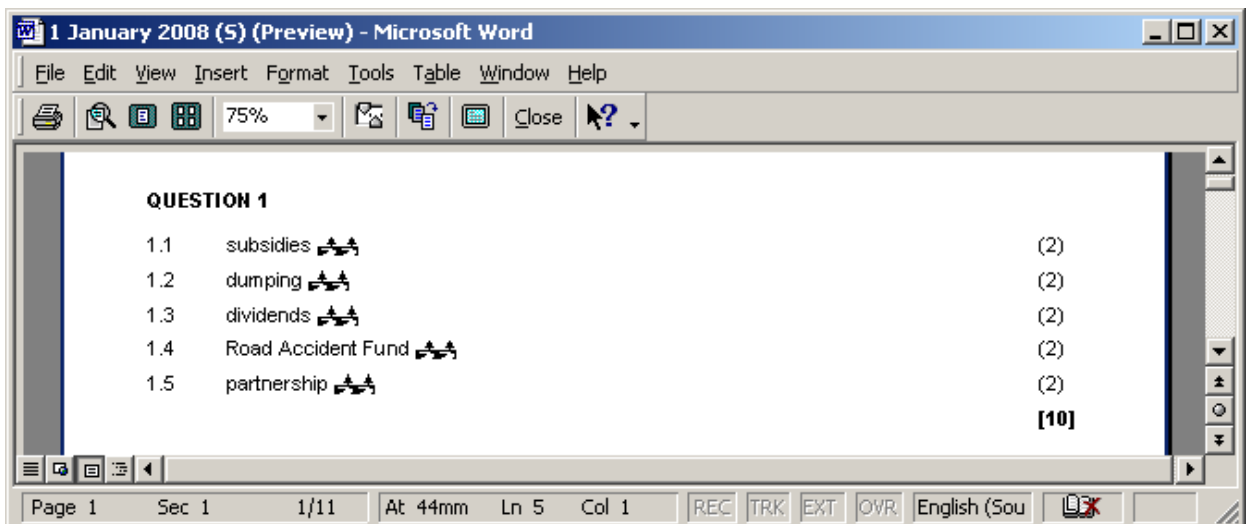 1 January 2008 (S) (Preview) - Microsoft Word
File Edit View Insert Format Tools Table Window Help
75% Close
QUESTION 1
1.1 subsidies (2)
1.2 dumping (2)
1.3 dividends (2)
1.4 Road Accident Fund (2)
1.5 partnership (2)
[10]
Page 1 Sec 1 1/11 At 44mm Ln 5 Col 1 REC TRK EXT OVR English (Sou